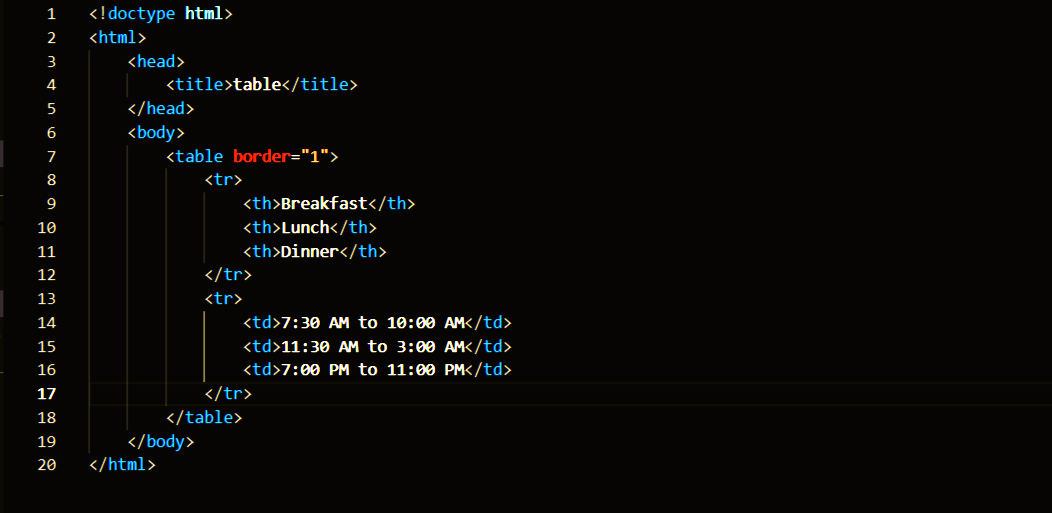 1 <!doctype html>
2 <html>
3 <head>
4 <title>table</title>
5 </head>
6 <body>
7 <table border="1">
8 <tr>
9 <th>Breakfast</th>
10 <th>Lunch</th>
11 <th>Dinner</th>
12 </tr>
13 <tr>
14 <td>7:30 AM to 10:00 AM</td>
15 <td>11:30 AM to 3:00 AM</td>
16 <td>7:00 PM to 11:00 PM</td>
17 </tr>
18 </table>
19 </body>
20 </html>